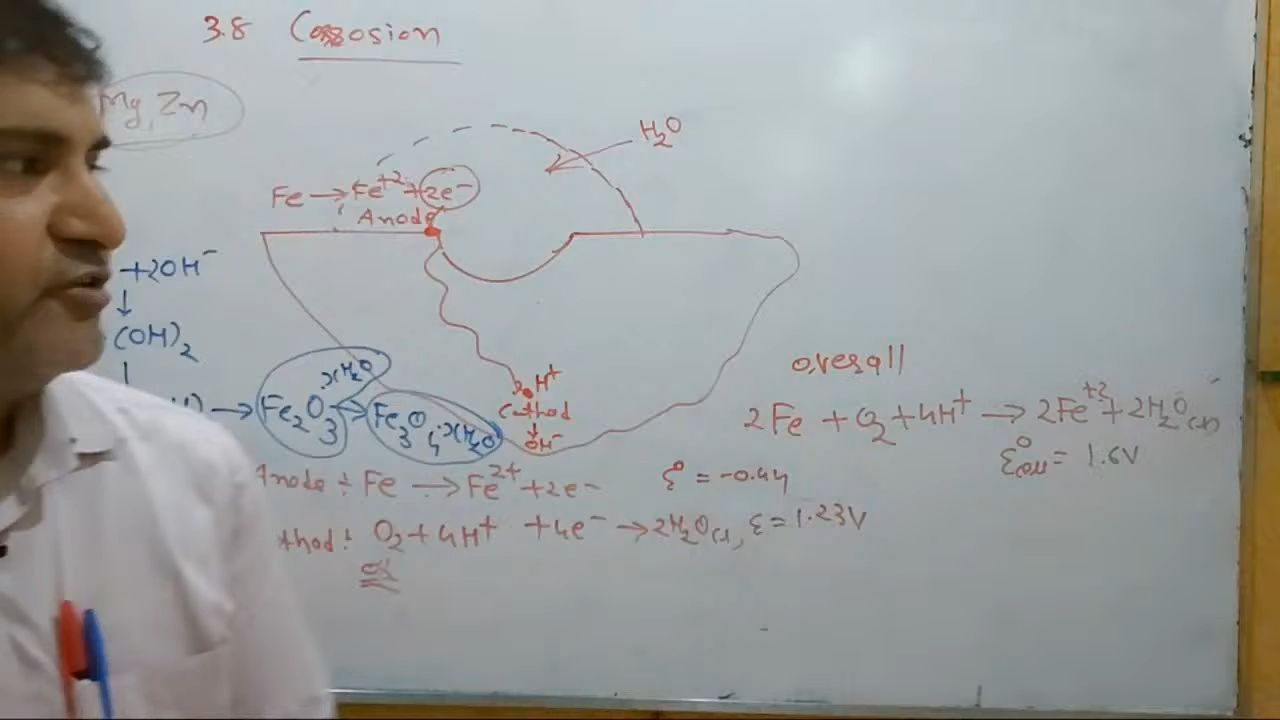 3.8 Corrosion
Mg, Zn
H₂O
Fe → Fe⁺² + 2e⁻
Anode
+2OH⁻
↓
(OH)₂
H⁺
Cathod
↓
OH⁻
→ Fe₂O₃ xH₂O → Fe₃O₄ xH₂O
overall
2Fe + O₂ + 4H⁺ → 2Fe⁺² + 2H₂O(l)
ε°cell = 1.6V
Anode : Fe → Fe²⁺ + 2e⁻ ε° = -0.44
thod : O₂ + 4H⁺ + 4e⁻ → 2H₂O(l), ε = 1.23V